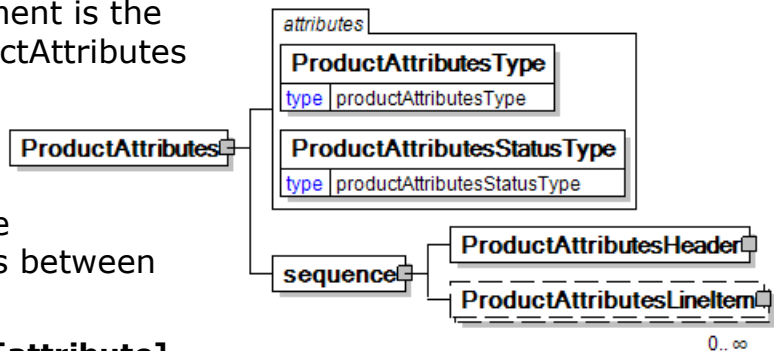 ment is the
ctAttributes
attributes
ProductAttributesType
type productAttributesType
ProductAttributes
ProductAttributesStatusType
type productAttributesStatusType
e
s between
sequence
ProductAttributesHeader
ProductAttributesLineItem
0.. ∞
[attribute]